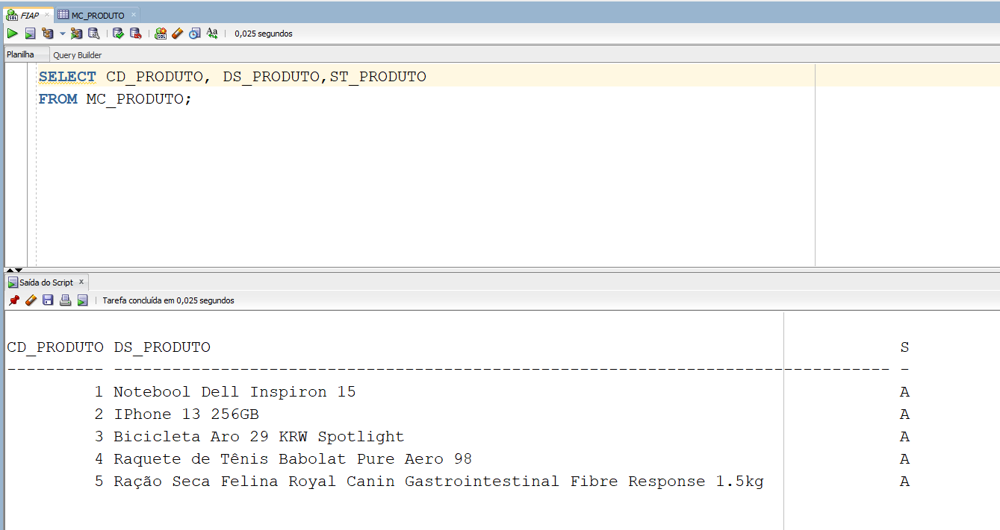 FIAP MC_PRODUTO
0,025 segundos
Planilha Query Builder
SELECT CD_PRODUTO, DS_PRODUTO,ST_PRODUTO
FROM MC_PRODUTO;
Saída do Script
Tarefa concluída em 0,025 segundos
CD_PRODUTO DS_PRODUTO S
---------- -------------------------------------------------------------------------------- -
1 Notebool Dell Inspiron 15 A
2 IPhone 13 256GB A
3 Bicicleta Aro 29 KRW Spotlight A
4 Raquete de Tênis Babolat Pure Aero 98 A
5 Ração Seca Felina Royal Canin Gastrointestinal Fibre Response 1.5kg A